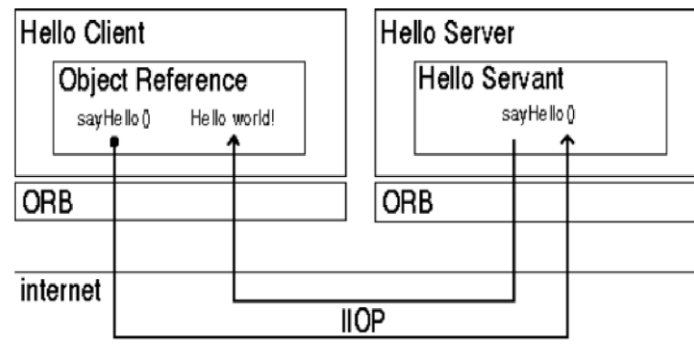 Hello Client
Hello Server
Object Reference
Hello Servant
sayHello()
Hello world!
sayHello()
ORB
ORB
internet
IIOP